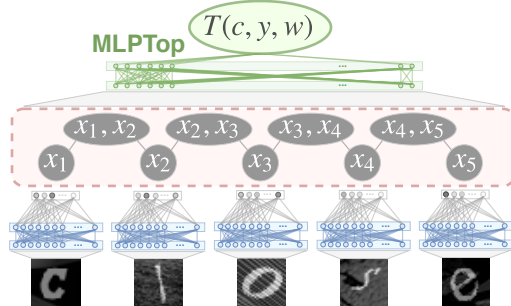 T(c, y, w)
MLPTop
...
x₁, x₂ x₂, x₃ x₃, x₄ x₄, x₅
x₁ x₂ x₃ x₄ x₅
... ... ... ... ...
... ... ... ... ...
c l o s e